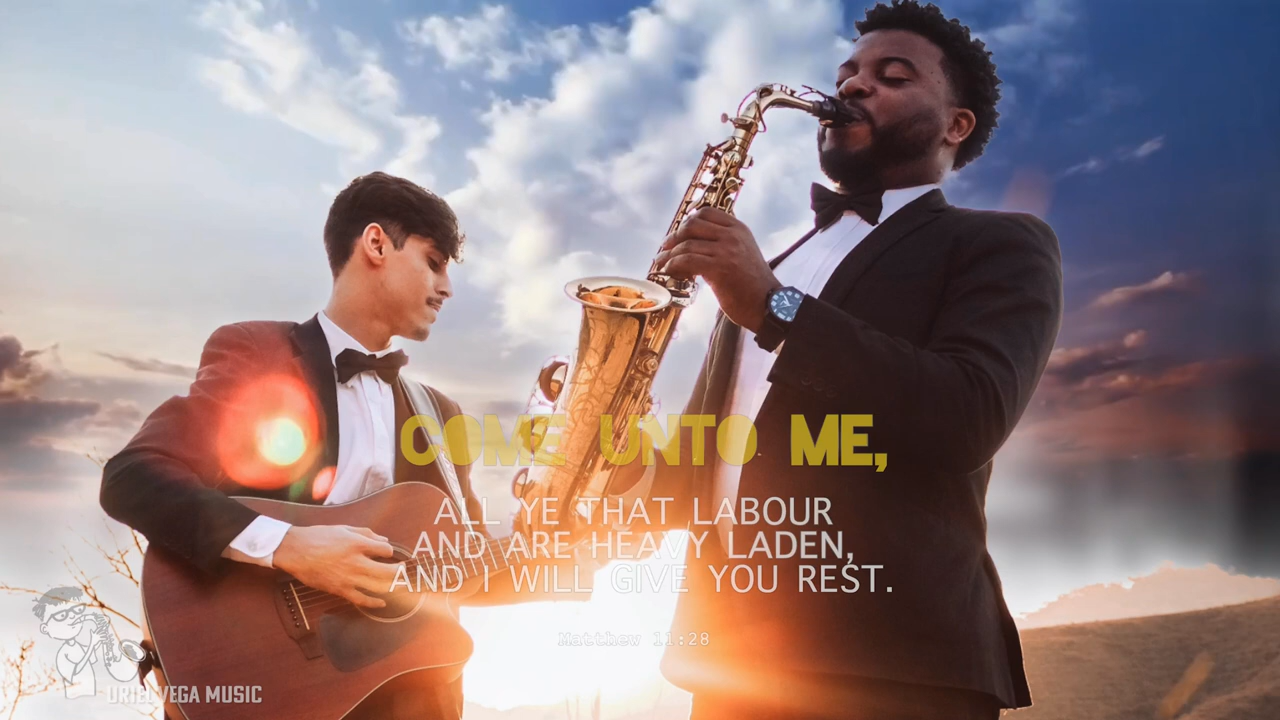 COME UNTO ME,
ALL YE THAT LABOUR
AND ARE HEAVY LADEN,
AND I WILL GIVE YOU REST.
Matthew 11:28
URIEL VEGA MUSIC